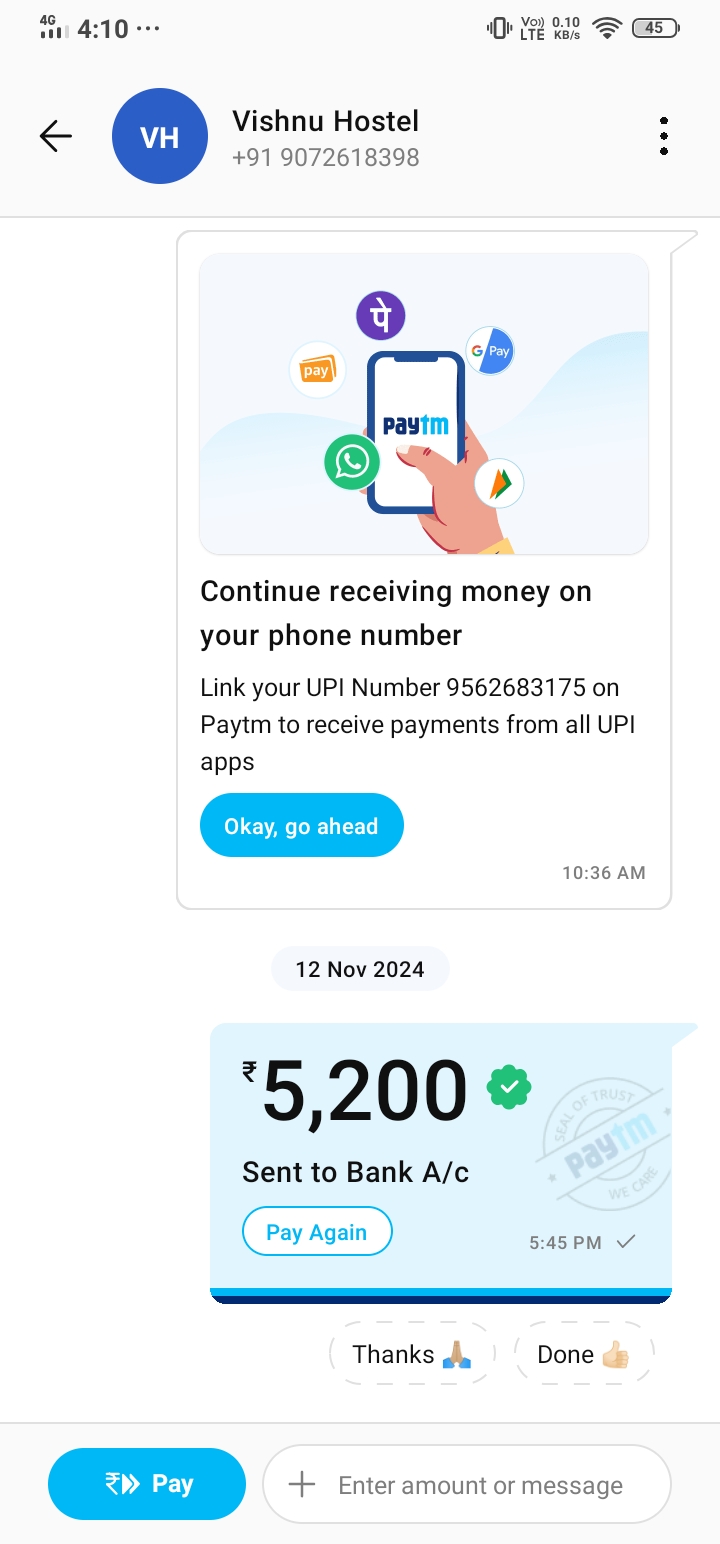 4G 4:10 ... Vo)) LTE 0.10 KB/s 45
VH Vishnu Hostel
+91 9072618398
पे
G Pay
pay
paytm
Continue receiving money on
your phone number
Link your UPI Number 9562683175 on
Paytm to receive payments from all UPI
apps
Okay, go ahead
10:36 AM
12 Nov 2024
₹5,200
SEAL OF TRUST
paytm
WE CARE
Sent to Bank A/c
Pay Again
5:45 PM
Thanks 🙏🏽
Done 👍🏻
₹ Pay
Enter amount or message